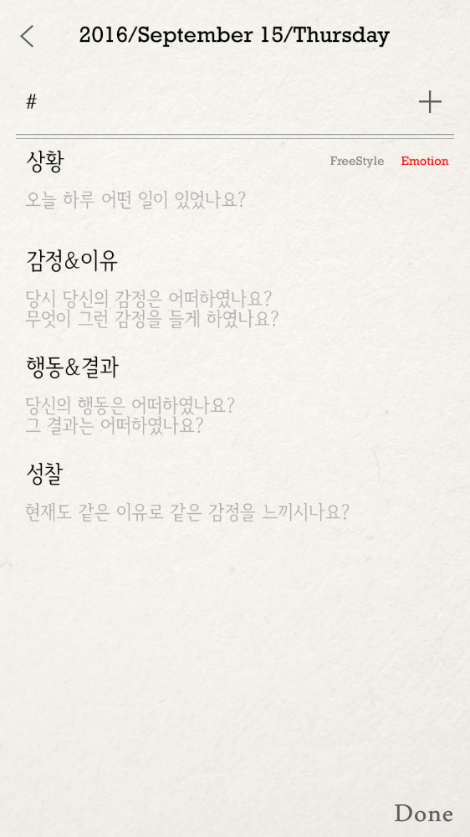 2016/September 15/Thursday
#
상황
FreeStyle Emotion
오늘 하루 어떤 일이 있었나요?
감정&이유
당시 당신의 감정은 어떠하였나요?
무엇이 그런 감정을 들게 하였나요?
행동&결과
당신의 행동은 어떠하였나요?
그 결과는 어떠하였나요?
성찰
현재도 같은 이유로 같은 감정을 느끼시나요?
Done